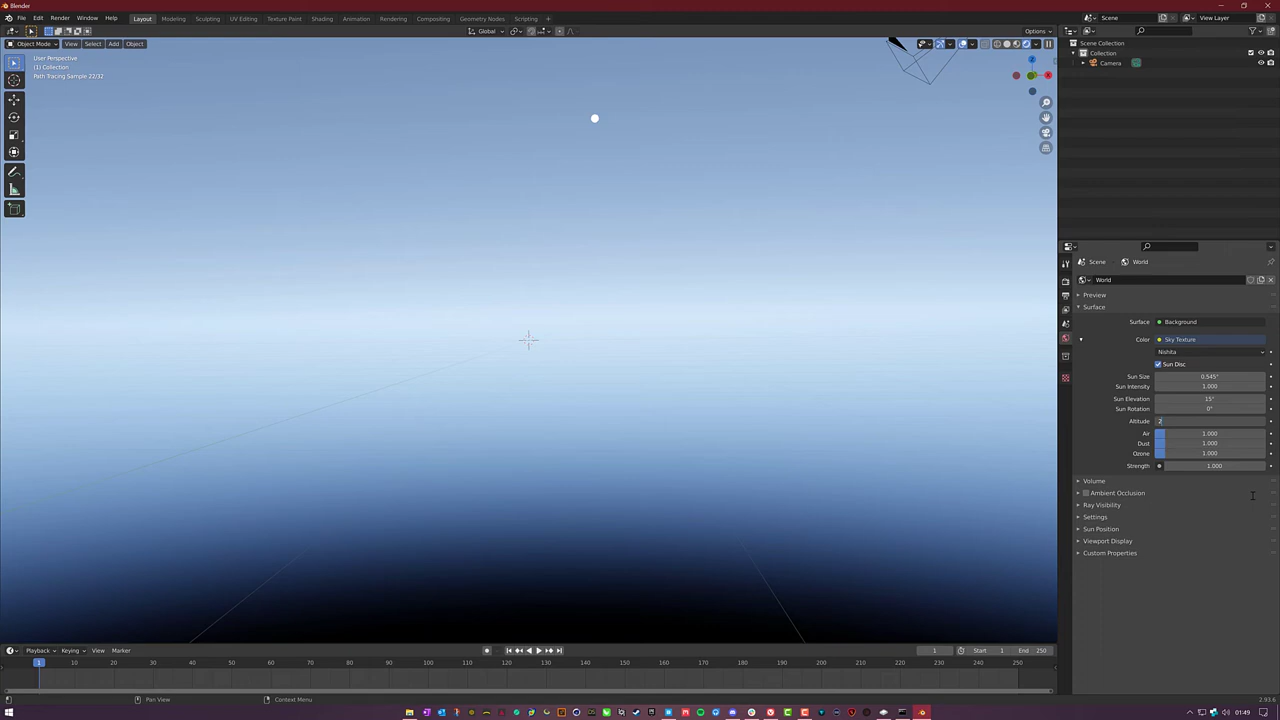 Blender
File Edit Render Window Help
Layout Modeling Sculpting UV Editing Texture Paint Shading Animation Rendering Compositing Geometry Nodes Scripting +
Scene
View Layer
Global
Options
Object Mode View Select Add Object
User Perspective
(1) Collection
Path Tracing Sample 22/32
Z
X
Scene Collection
Collection
Camera
Scene World
World
Preview
Surface
Surface Background
Color Sky Texture
Nishita
Sun Disc
Sun Size 0.545°
Sun Intensity 1.000
Sun Elevation 15°
Sun Rotation 0°
Altitude 2
Air 1.000
Dust 1.000
Ozone 1.000
Strength 1.000
Volume
Ambient Occlusion
Ray Visibility
Settings
Sun Position
Viewport Display
Custom Properties
Playback Keying View Marker
1
Start 1
End 250
1 10 20 30 40 50 60 70 80 90 100 110 120 130 140 150 160 170 180 190 200 210 220 230 240 250
Pan View
Context Menu
2.93.6
01:49